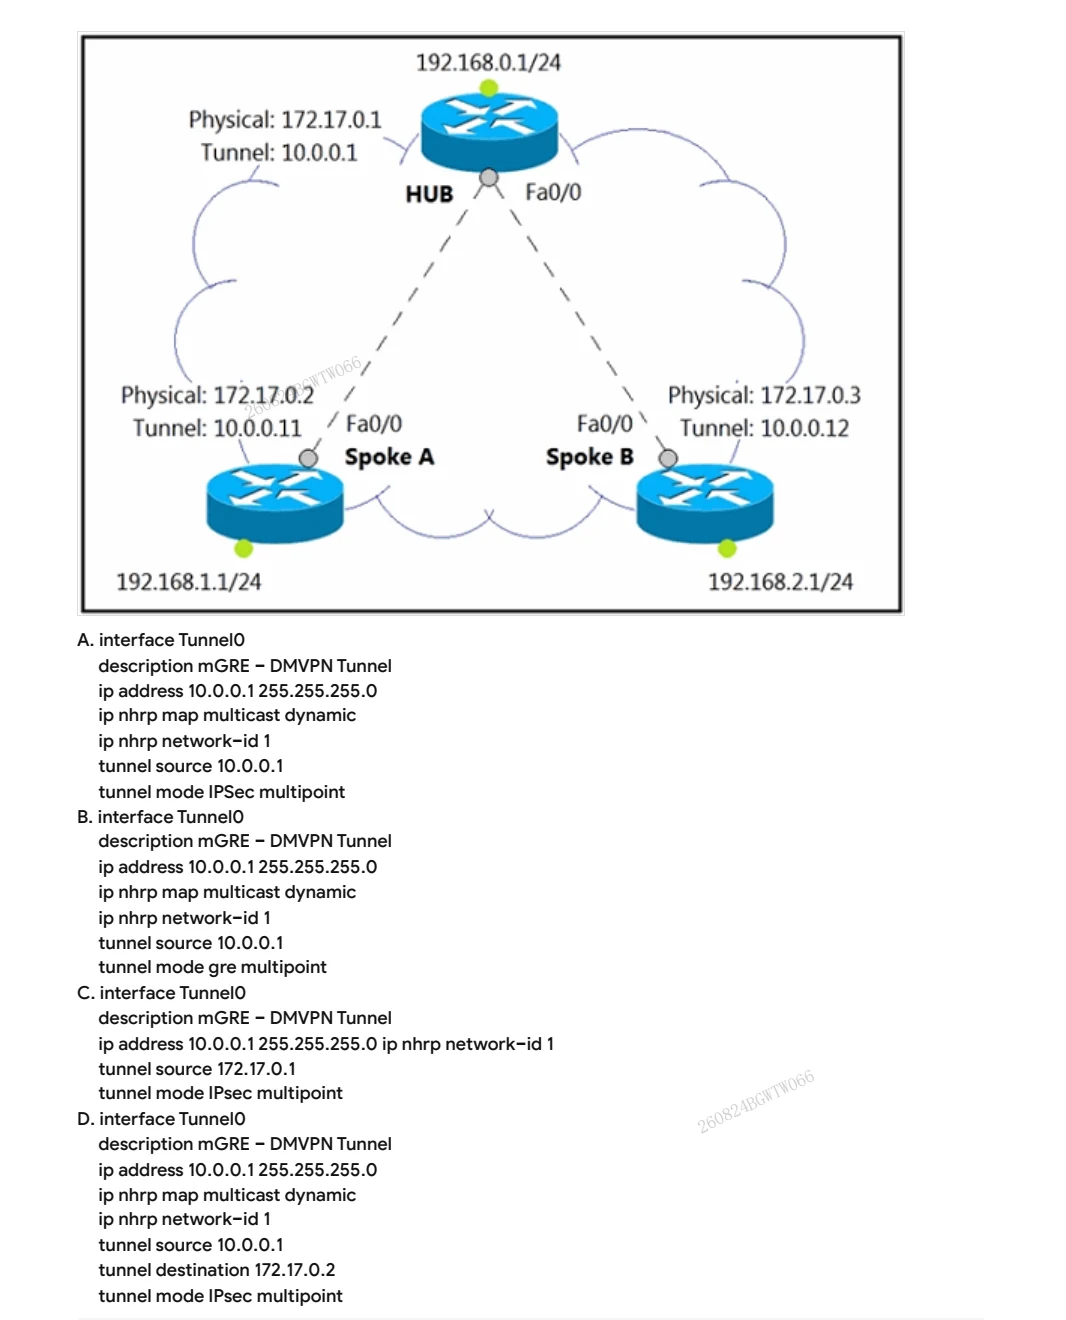 192.168.0.1/24
Physical: 172.17.0.1
Tunnel: 10.0.0.1
HUB
Fa0/0
260824BGWTW066
Physical: 172.17.0.2
Tunnel: 10.0.0.11
Fa0/0
Spoke A
Physical: 172.17.0.3
Fa0/0
Tunnel: 10.0.0.12
Spoke B
192.168.1.1/24
192.168.2.1/24
A. interface Tunnel0
description mGRE – DMVPN Tunnel
ip address 10.0.0.1 255.255.255.0
ip nhrp map multicast dynamic
ip nhrp network–id 1
tunnel source 10.0.0.1
tunnel mode IPSec multipoint
B. interface Tunnel0
description mGRE – DMVPN Tunnel
ip address 10.0.0.1 255.255.255.0
ip nhrp map multicast dynamic
ip nhrp network–id 1
tunnel source 10.0.0.1
tunnel mode gre multipoint
C. interface Tunnel0
description mGRE – DMVPN Tunnel
ip address 10.0.0.1 255.255.255.0 ip nhrp network–id 1
tunnel source 172.17.0.1
tunnel mode IPsec multipoint
260824BGWTW066
D. interface Tunnel0
description mGRE – DMVPN Tunnel
ip address 10.0.0.1 255.255.255.0
ip nhrp map multicast dynamic
ip nhrp network–id 1
tunnel source 10.0.0.1
tunnel destination 172.17.0.2
tunnel mode IPsec multipoint